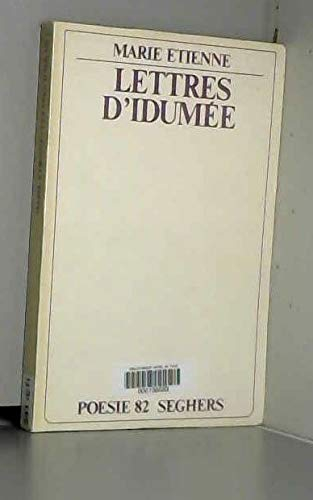 MARIE ETIENNE
LETTRES
D'IDUMÉE
POESIE 82 SEGHERS